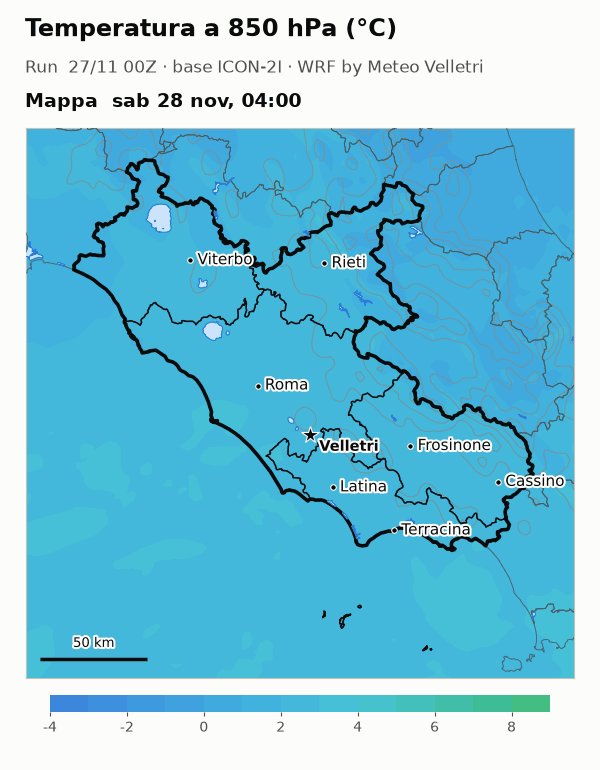 Temperatura a 850 hPa (°C)
Run  27/11 00Z · base ICON-2I · WRF by Meteo Velletri
Mappa  sab 28 nov, 04:00
Viterbo
Rieti
Roma
Velletri
Frosinone
Latina
Cassino
Terracina
50 km
-4 -2 0 2 4 6 8